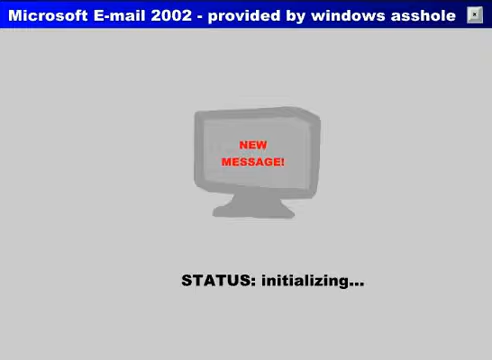 Microsoft E-mail 2002 - provided by windows asshole
NEW
MESSAGE!
STATUS: initializing...